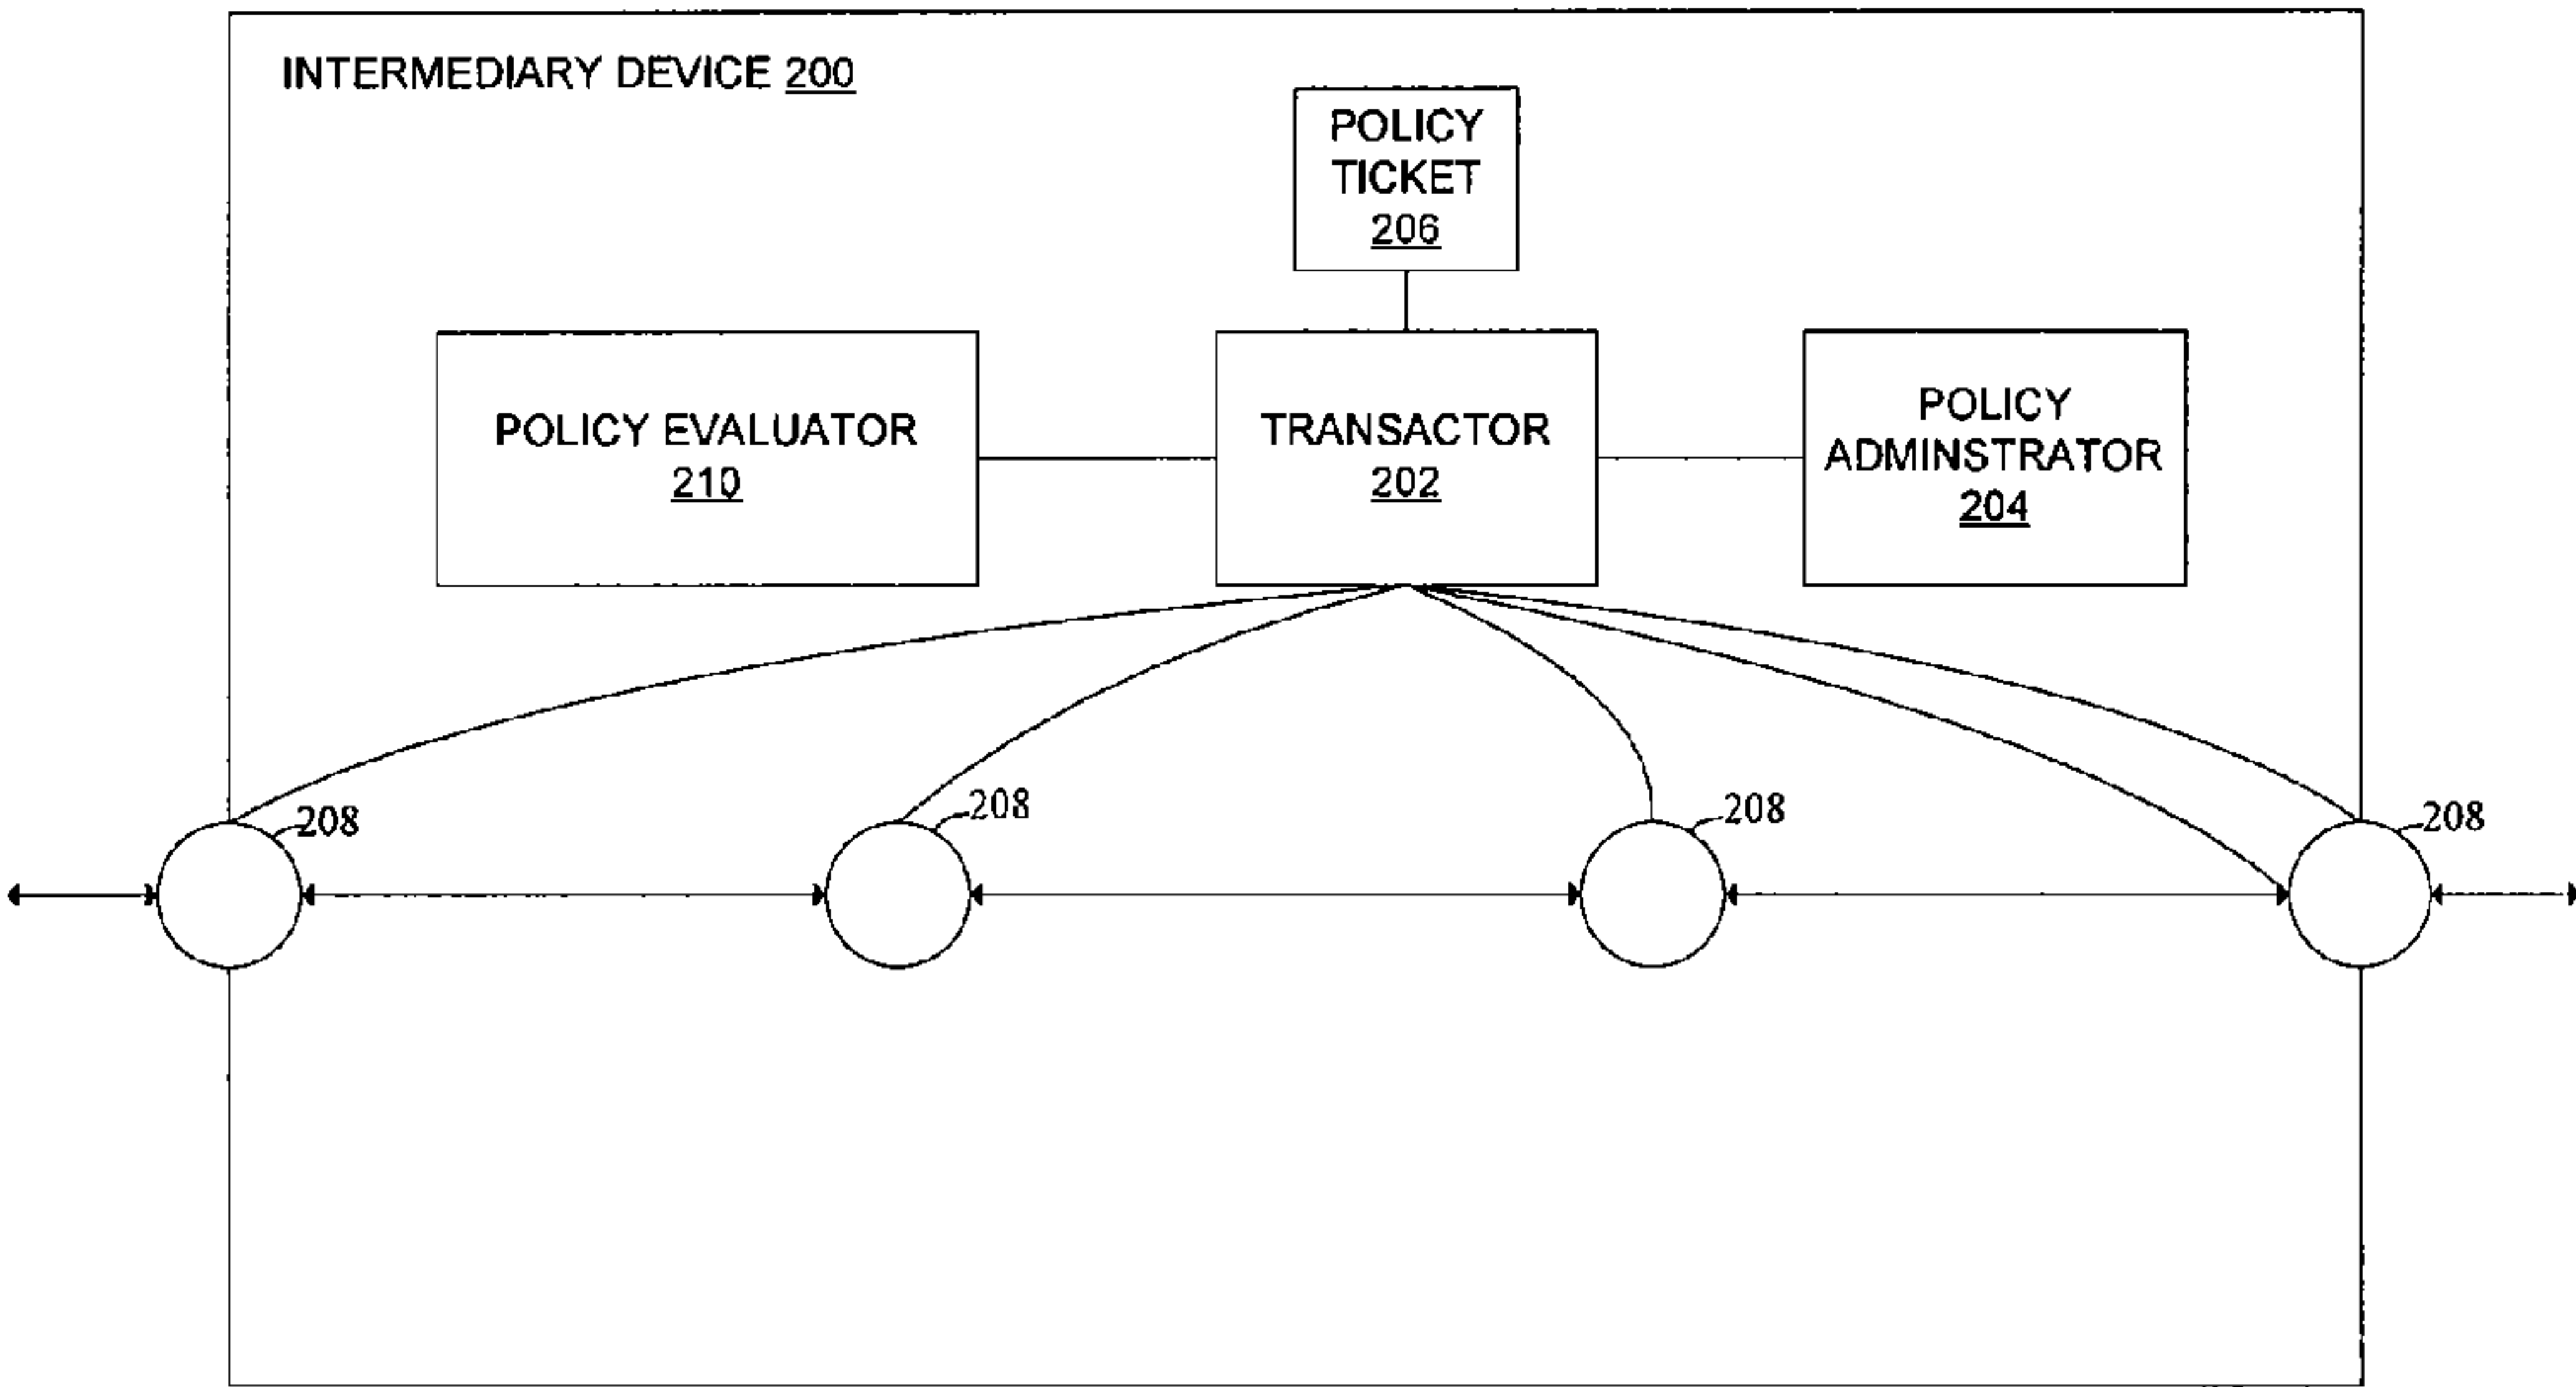 INTERMEDIARY DEVICE 200
POLICY
TICKET
206
POLICY EVALUATOR
210
TRANSACTOR
202
POLICY
ADMINSTRATOR
204
208
208
208
208